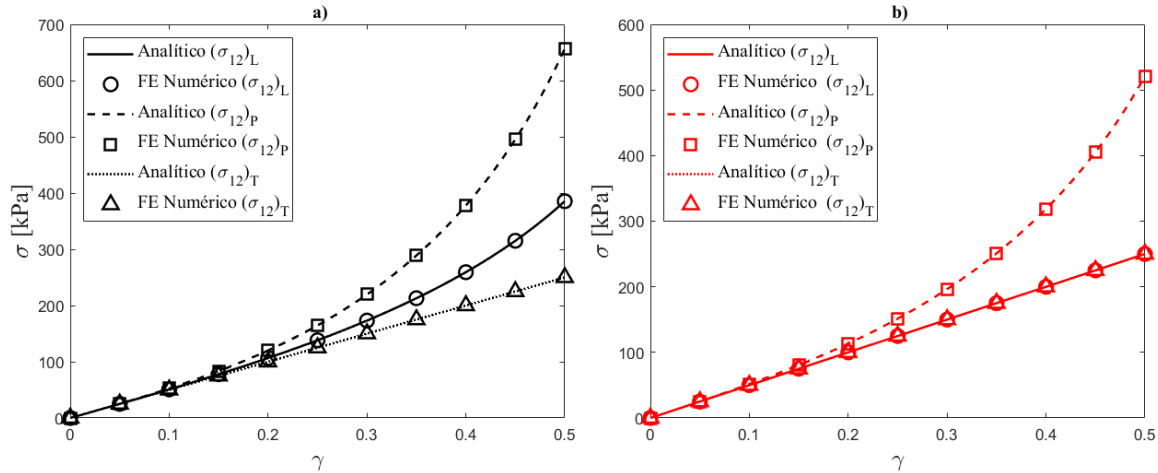 a)
σ [kPa]
700
600
500
400
300
200
100
0
Analítico (σ₁₂)L
FE Numérico (σ₁₂)L
Analítico (σ₁₂)P
FE Numérico (σ₁₂)P
Analítico (σ₁₂)T
FE Numérico (σ₁₂)T
0 0.1 0.2 0.3 0.4 0.5
γ
b)
σ [kPa]
600
500
400
300
200
100
0
Analítico (σ₁₂)L
FE Numérico (σ₁₂)L
Analítico (σ₁₂)P
FE Numérico (σ₁₂)P
Analítico (σ₁₂)T
FE Numérico (σ₁₂)T
0 0.1 0.2 0.3 0.4 0.5
γ